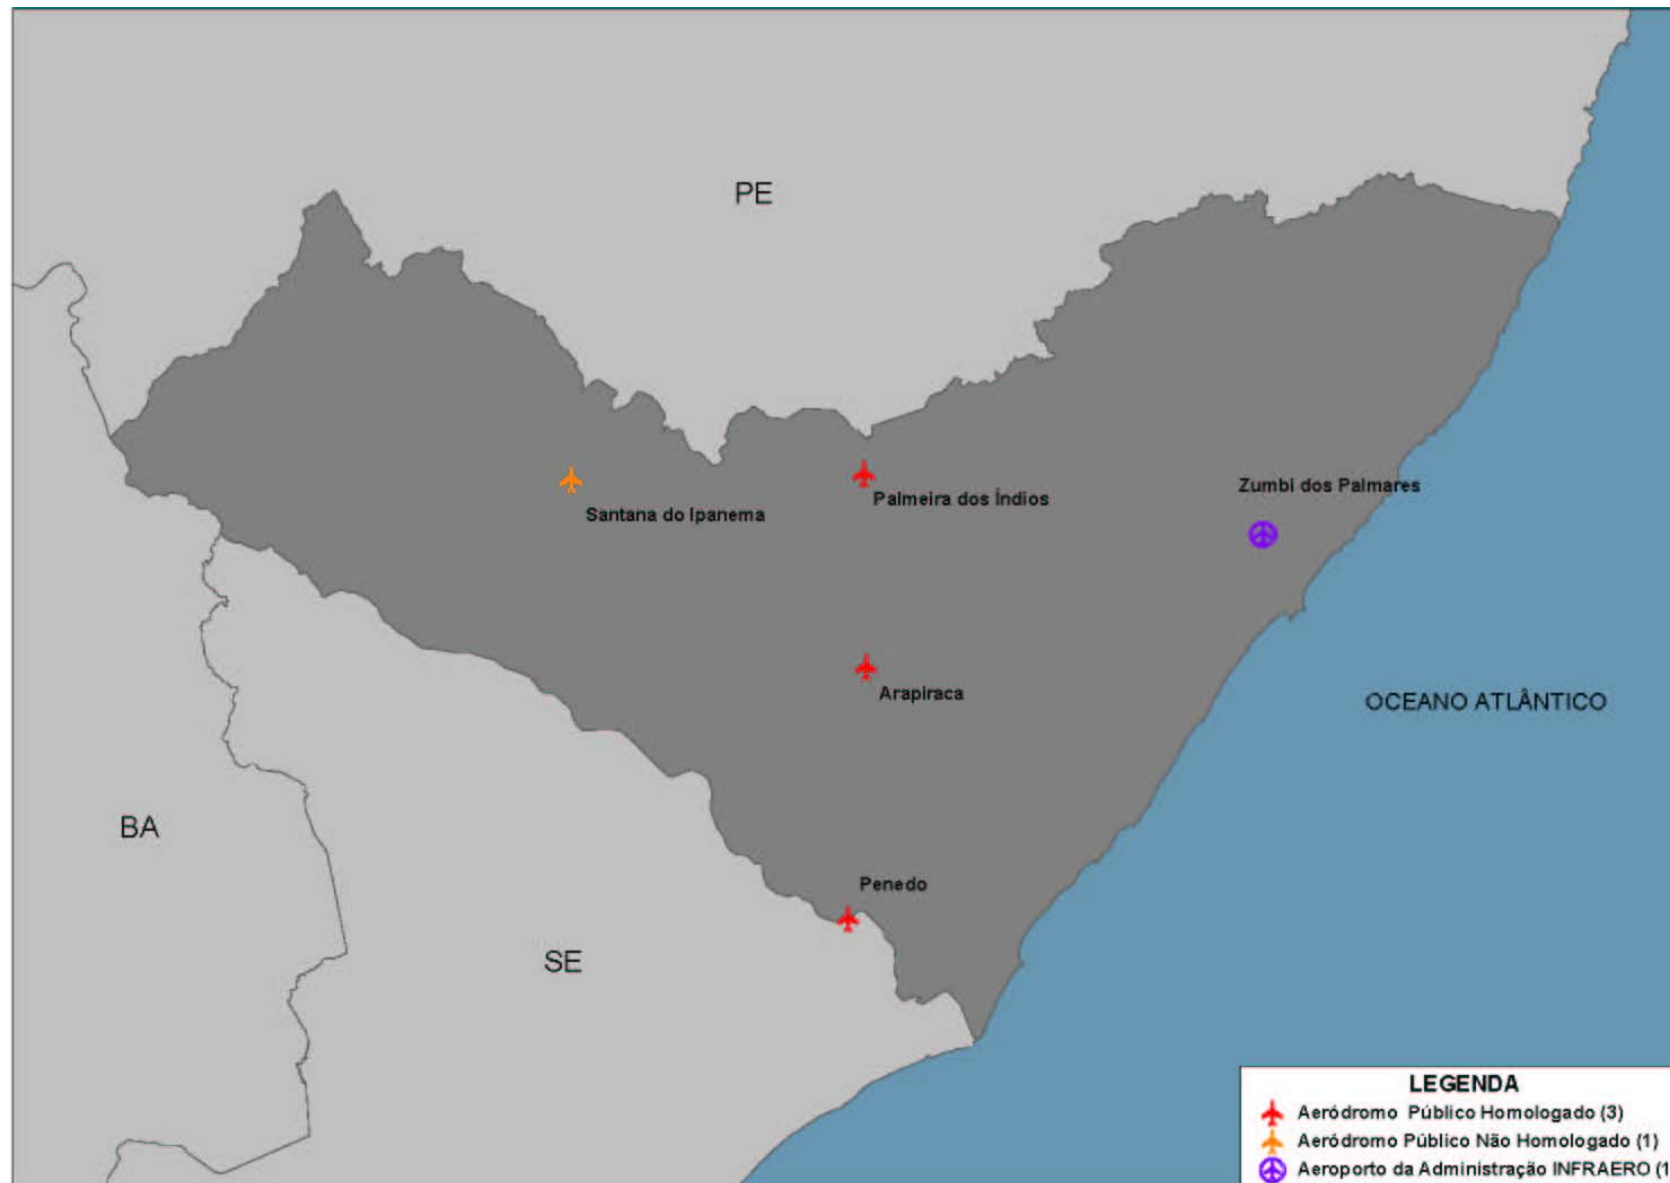 PE
Zumbi dos Palmares
Palmeira dos Índios
Santana do Ipanema
Arapiraca
OCEANO ATLÂNTICO
BA
Penedo
SE
LEGENDA
Aeródromo Público Homologado (3)
Aeródromo Público Não Homologado (1)
Aeroporto da Administração INFRAERO (1